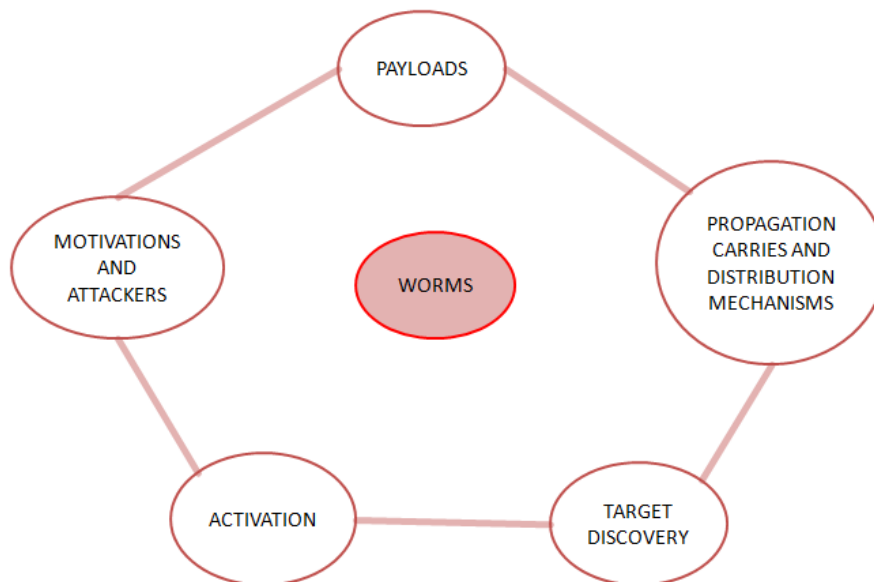 PAYLOADS
MOTIVATIONS
AND
ATTACKERS
WORMS
PROPAGATION
CARRIES AND
DISTRIBUTION
MECHANISMS
ACTIVATION
TARGET
DISCOVERY